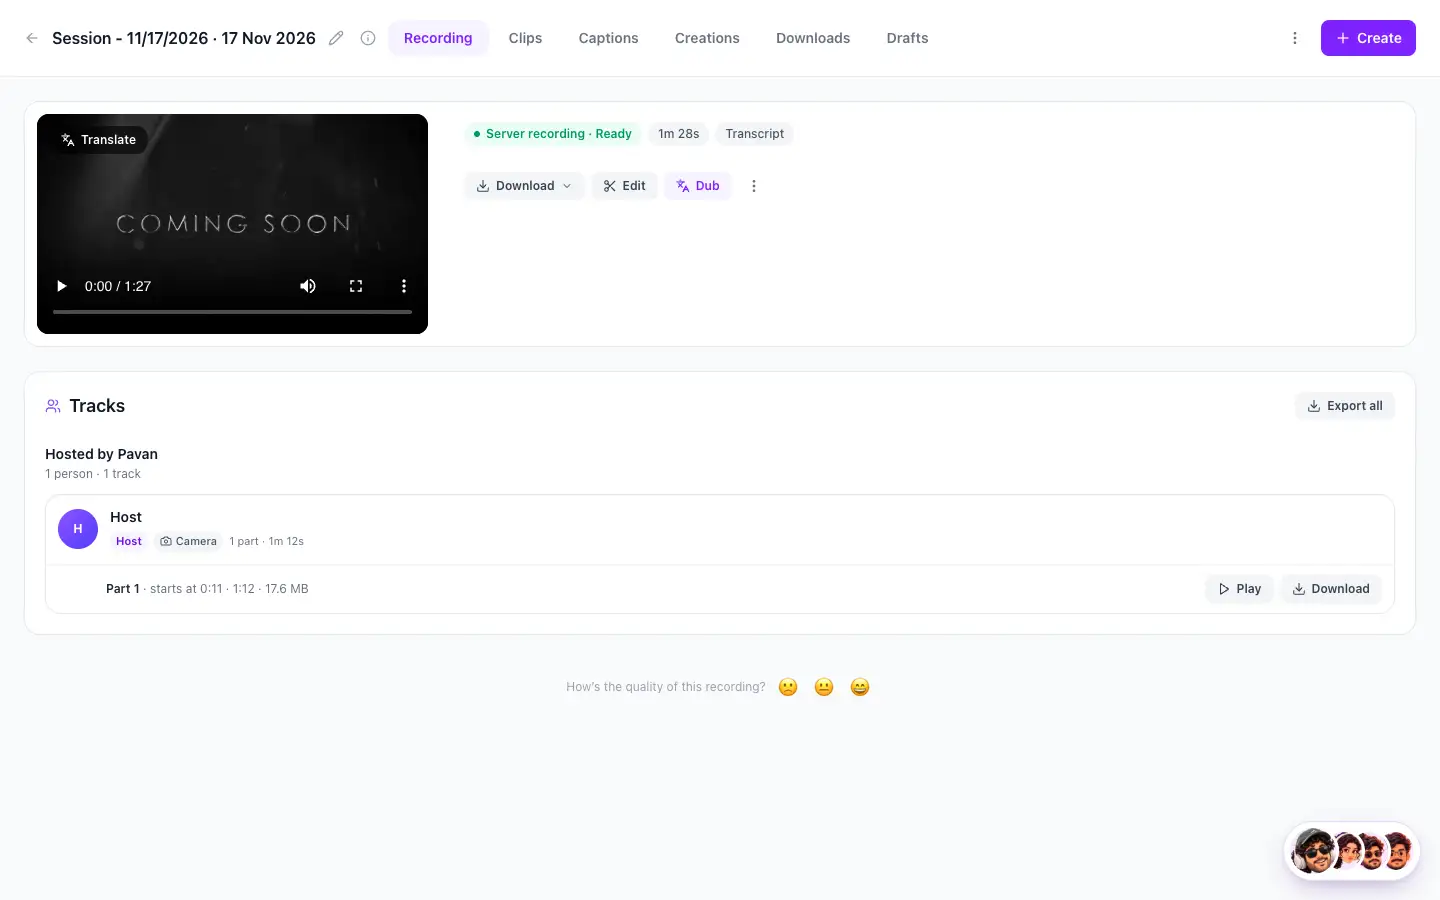 Session - 11/17/2026 · 17 Nov 2026
Recording
Clips
Captions
Creations
Downloads
Drafts
Create
Translate
COMING SOON
0:00 / 1:27
Server recording · Ready
1m 28s
Transcript
Download
Edit
Dub
Tracks
Export all
Hosted by Pavan
1 person · 1 track
H
Host
Host
Camera
1 part · 1m 12s
Part 1 · starts at 0:11 · 1:12 · 17.6 MB
Play
Download
How's the quality of this recording?